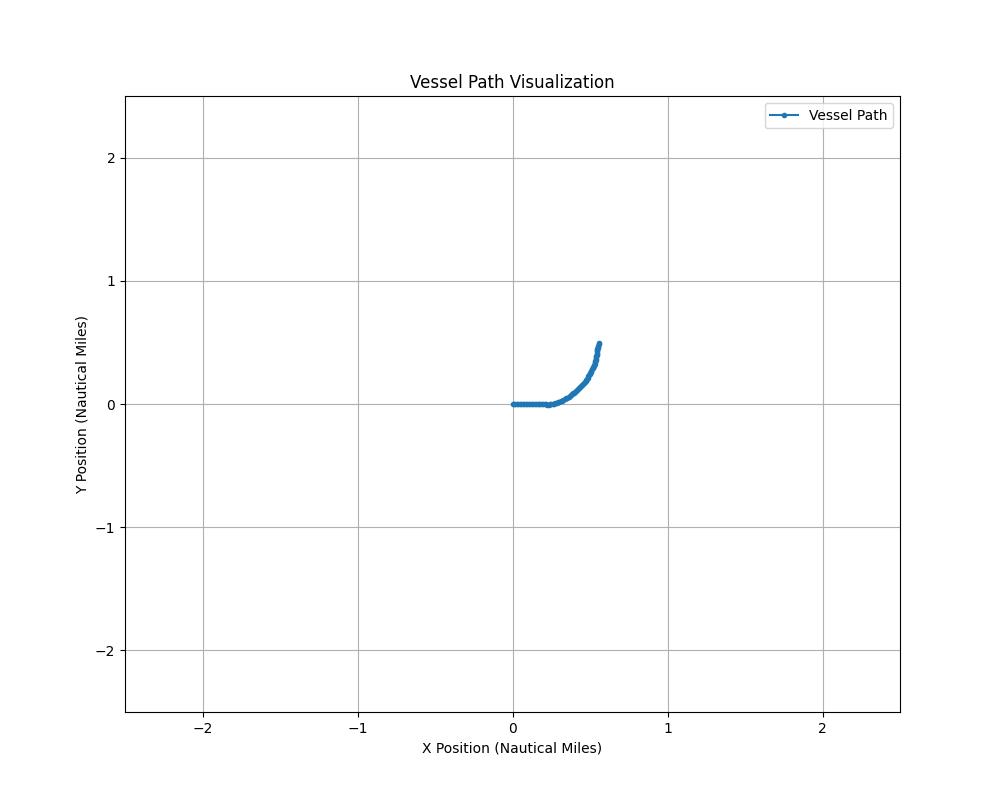 Vessel Path Visualization
Vessel Path
Y Position (Nautical Miles)
2
1
0
−1
−2
−2
−1
0
1
2
X Position (Nautical Miles)